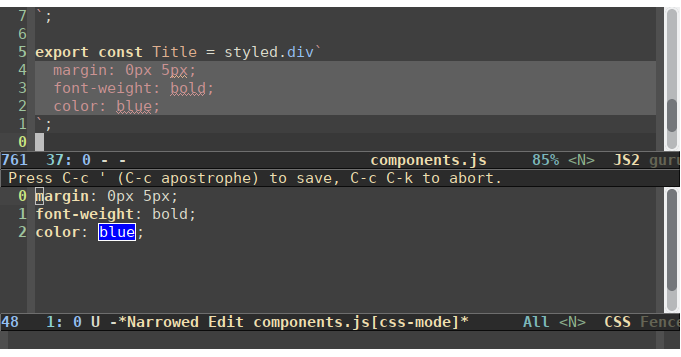 7 `;
6
5 export const Title = styled.div`
4 margin: 0px 5px;
3 font-weight: bold;
2 color: blue;
1 `;
0
761 37: 0 - - components.js 85% <N> JS2 guru
Press C-c ' (C-c apostrophe) to save, C-c C-k to abort.
0 margin: 0px 5px;
1 font-weight: bold;
2 color: blue;
48 1: 0 U -*Narrowed Edit components.js[css-mode]* All <N> CSS Fence